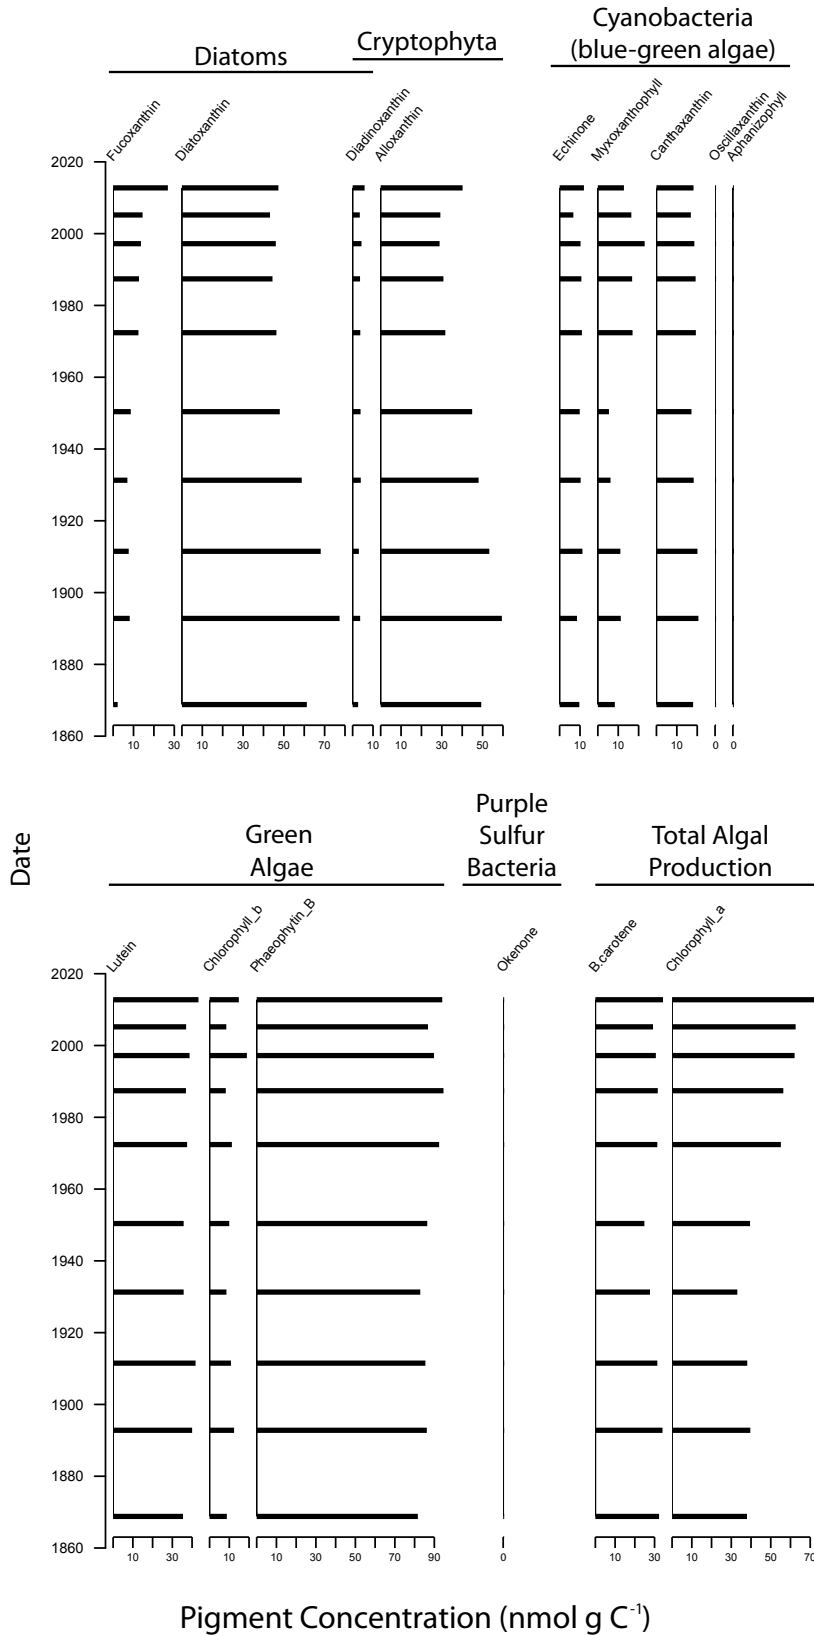 Diatoms
Cryptophyta
Cyanobacteria
(blue-green algae)
Fucoxanthin
Diatoxanthin
Diadinoxanthin
Alloxanthin
Echinone
Myxoxanthophyll
Canthaxanthin
Oscillaxanthin
Aphanizophyll
2020
2000
1980
1960
1940
1920
1900
1880
1860
10 30 10 30 50 70 10 10 30 50 10 10 10 0 0
Date
Green
Algae
Purple
Sulfur
Bacteria
Total Algal
Production
Lutein
Chlorophyll_b
Phaeophytin_B
Okenone
B.carotene
Chlorophyll_a
2020
2000
1980
1960
1940
1920
1900
1880
1860
10 30 10 10 30 50 70 90 0 10 30 10 30 50 70
Pigment Concentration (nmol g C⁻¹)